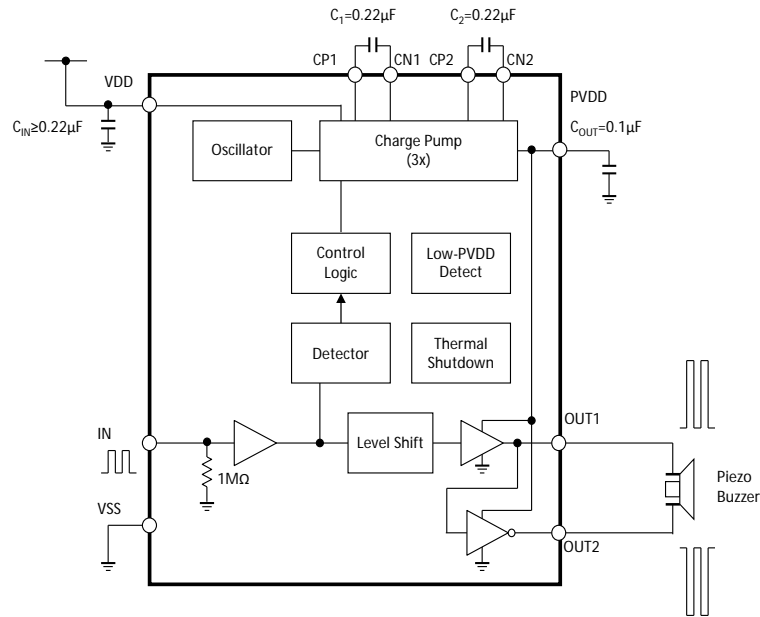 C1=0.22µF
C2=0.22µF
CP1
CN1
CP2
CN2
VDD
PVDD
CIN≥0.22µF
COUT=0.1µF
Oscillator
Charge Pump
(3x)
Control
Logic
Low-PVDD
Detect
Detector
Thermal
Shutdown
IN
OUT1
Level Shift
1MΩ
Piezo
Buzzer
VSS
OUT2